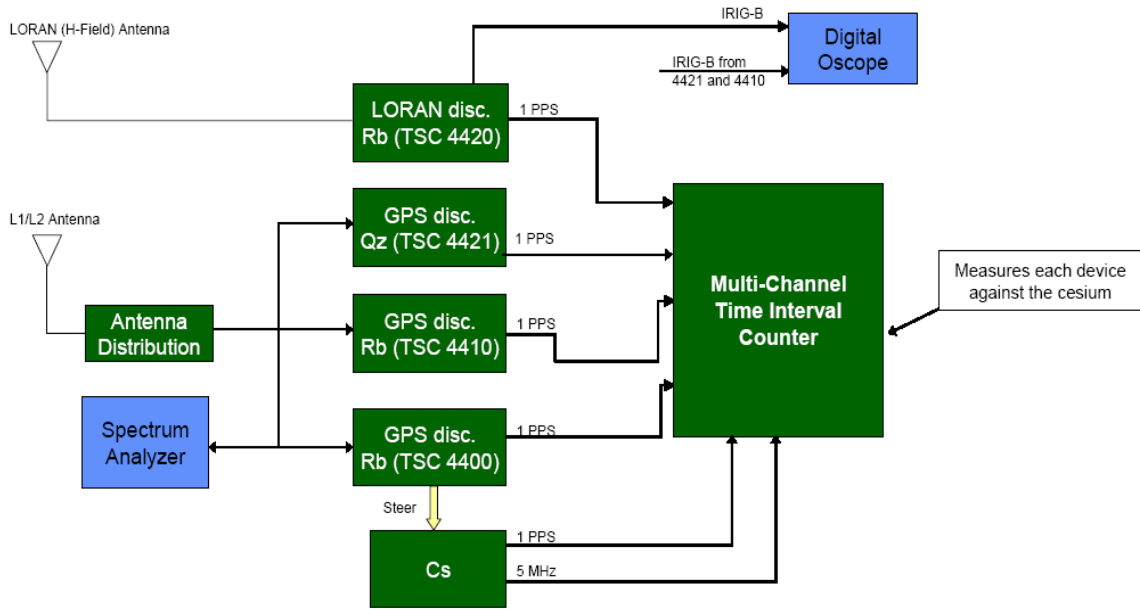 IRIG-B
LORAN (H-Field) Antenna
Digital
Oscope
IRIG-B from
4421 and 4410
LORAN disc.
Rb (TSC 4420)
1 PPS
L1/L2 Antenna
GPS disc.
Qz (TSC 4421)
1 PPS
Multi-Channel
Time Interval
Counter
Measures each device
against the cesium
Antenna
Distribution
GPS disc.
Rb (TSC 4410)
1 PPS
Spectrum
Analyzer
GPS disc.
Rb (TSC 4400)
1 PPS
Steer
Cs
1 PPS
5 MHz